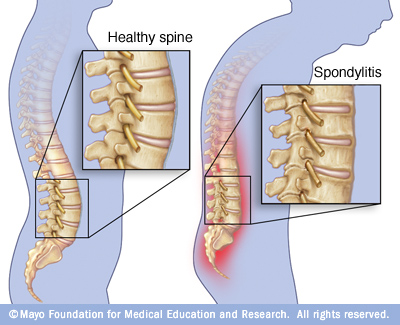 Healthy spine
Spondylitis
© Mayo Foundation for Medical Education and Research. All rights reserved.